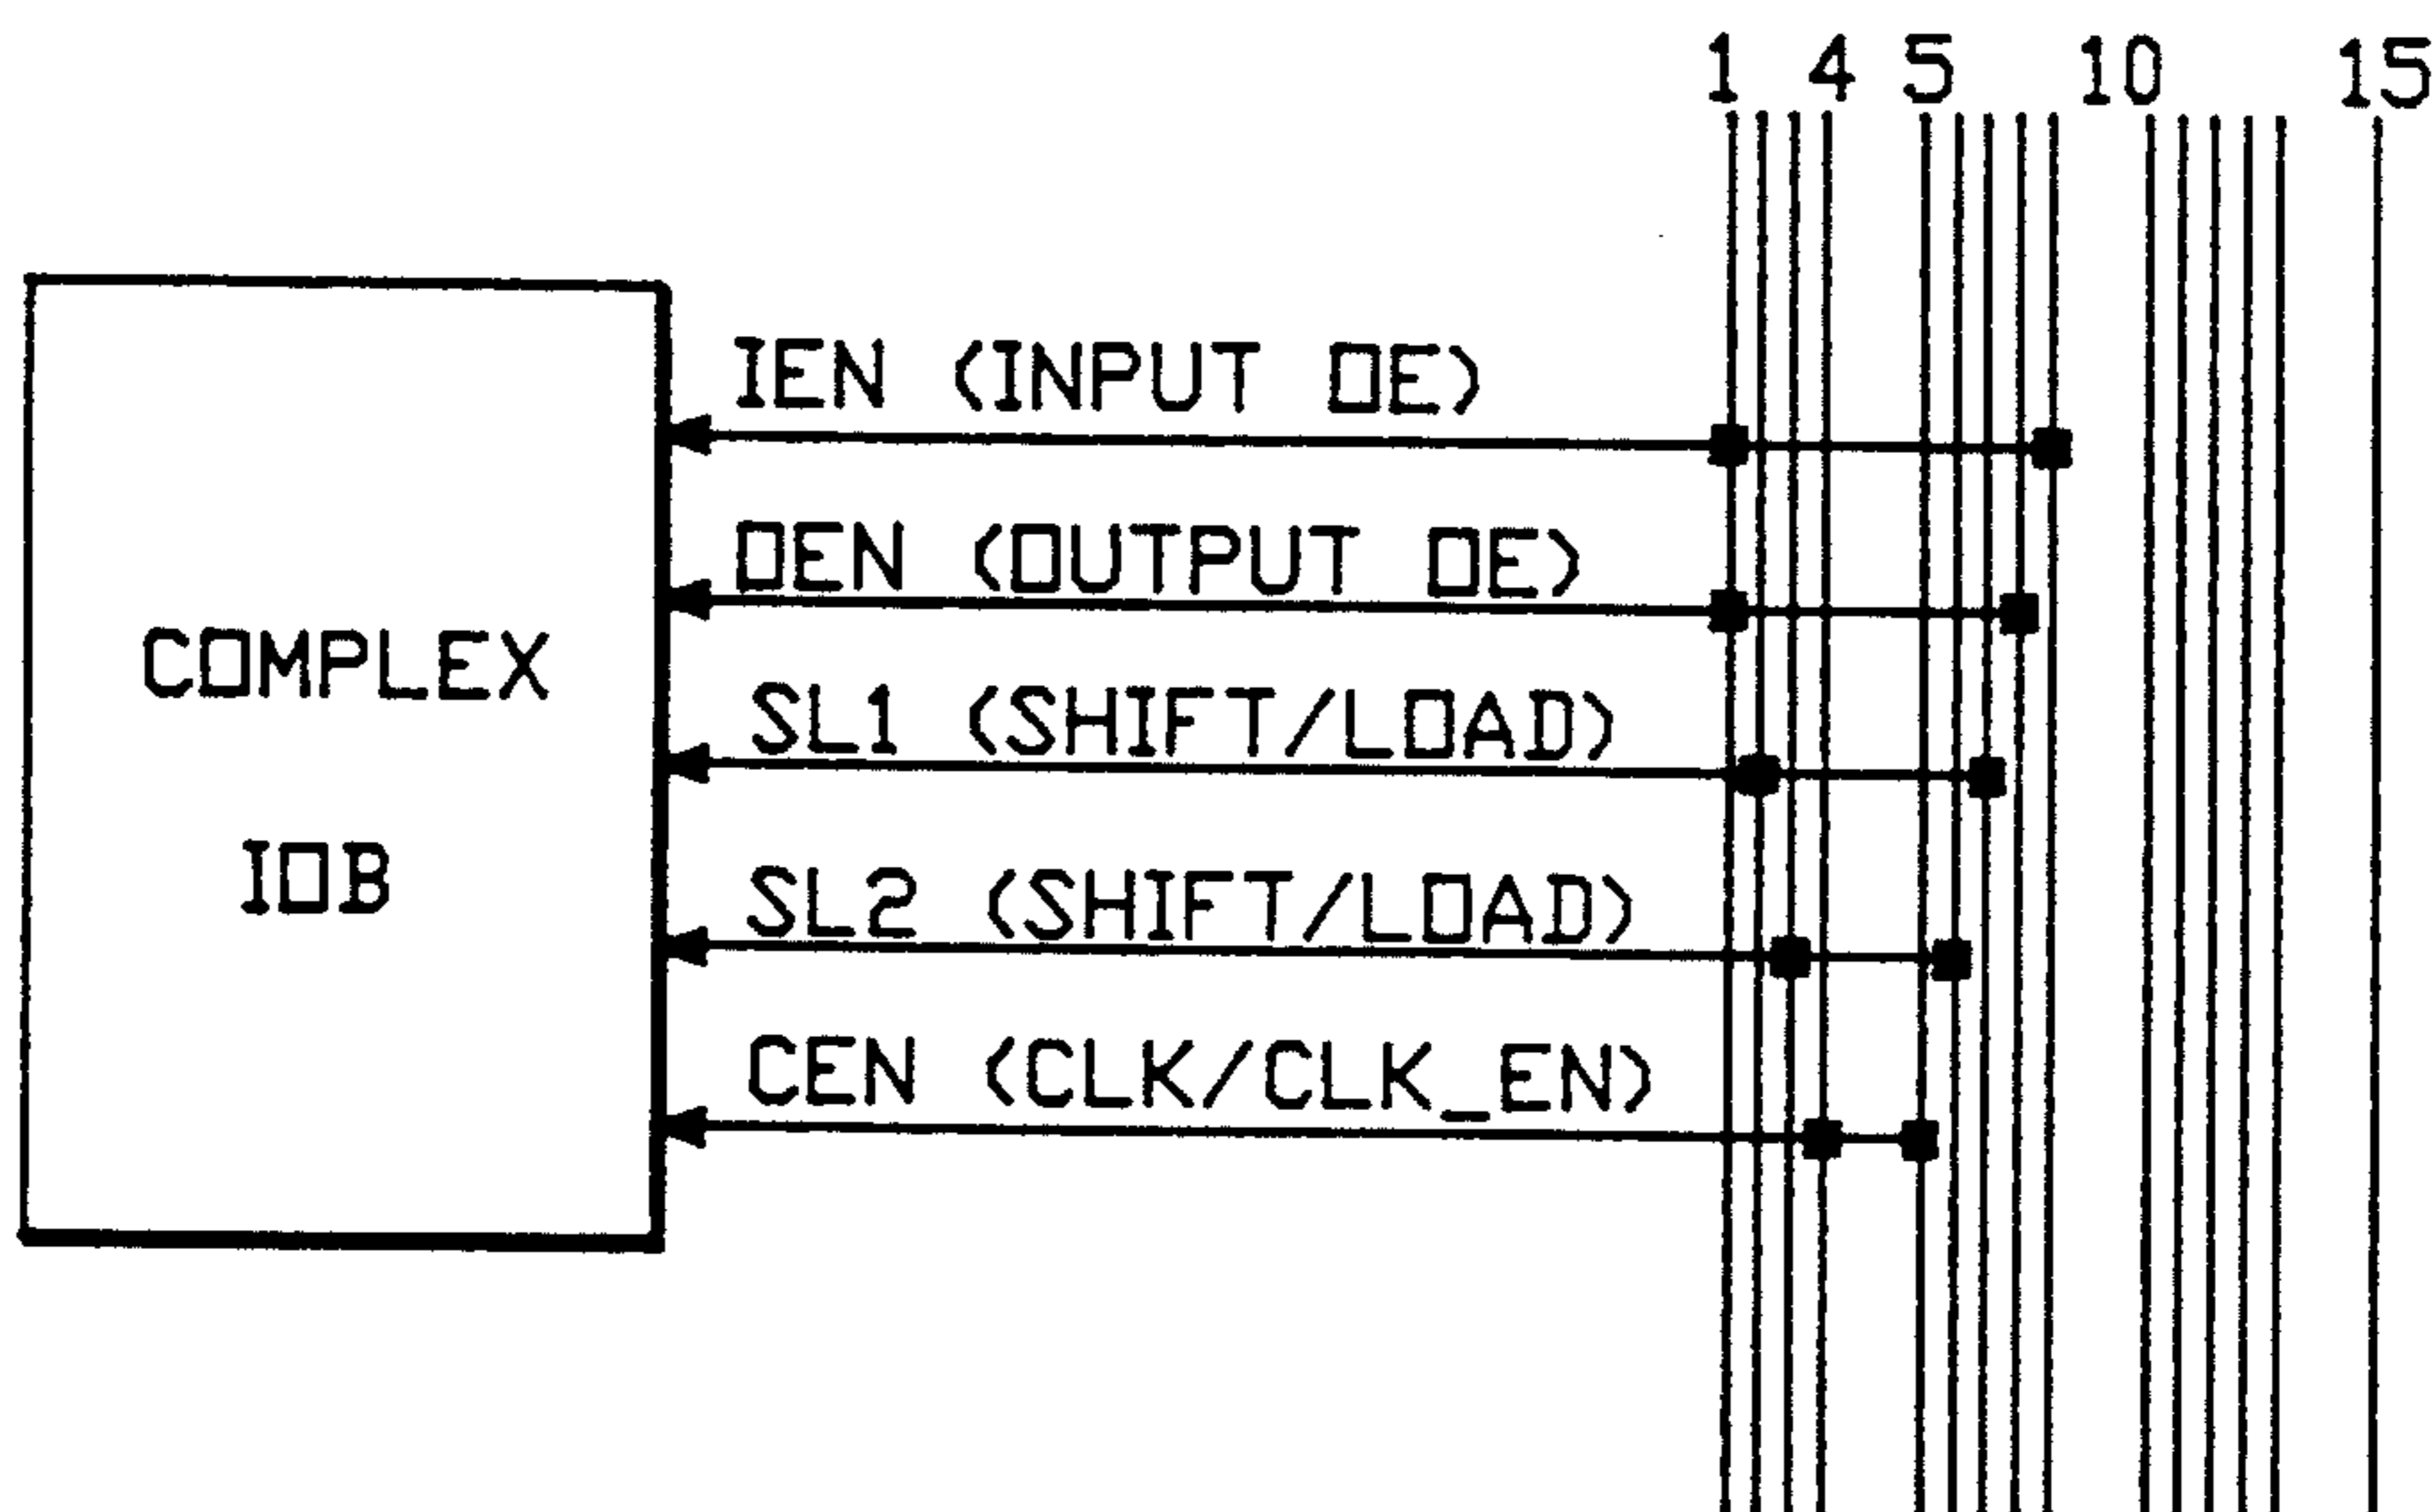 1 4 5 10 15
IEN (INPUT OE)
OEN (OUTPUT OE)
COMPLEX
SL1 (SHIFT/LOAD)
IOB
SL2 (SHIFT/LOAD)
CEN (CLK/CLK_EN)